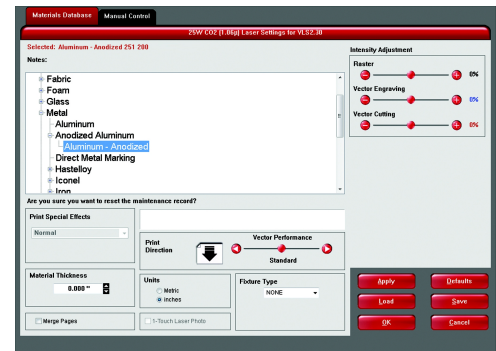 Materials Database Manual Control
25W CO2 (1.06µ) Laser Settings for VLS2.30
Selected: Aluminum - Anodized 251 200
Notes:
Fabric
Foam
Glass
Metal
Aluminum
Anodized Aluminum
Aluminum - Anodized
Direct Metal Marking
Hastelloy
Iconel
Iron
Are you sure you want to reset the maintenance record?
Print Special Effects
Normal
Print
Direction
Vector Performance
Standard
Material Thickness
0.000 "
Units
Metric
inches
Fixture Type
NONE
Merge Pages
1-Touch Laser Photo
Intensity Adjustment
Raster
0%
Vector Engraving
0%
Vector Cutting
0%
Apply Defaults
Load Save
OK Cancel